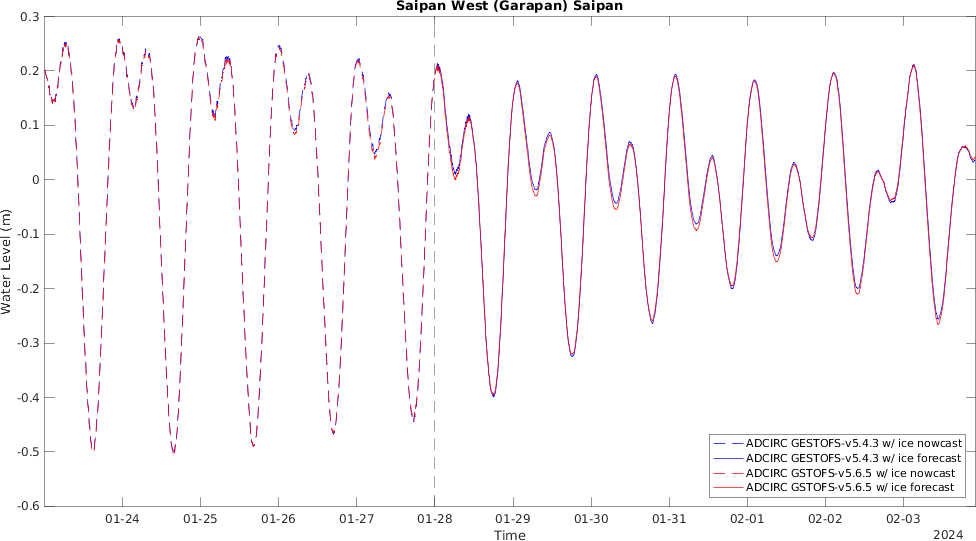 Saipan West (Garapan) Saipan
0.3
0.2
0.1
0
-0.1
-0.2
-0.3
-0.4
-0.5
-0.6
Water Level (m)
ADCIRC GESTOFS-v5.4.3 w/ ice nowcast
ADCIRC GESTOFS-v5.4.3 w/ ice forecast
ADCIRC GSTOFS-v5.6.5 w/ ice nowcast
ADCIRC GSTOFS-v5.6.5 w/ ice forecast
01-24 01-25 01-26 01-27 01-28 01-29 01-30 01-31 02-01 02-02 02-03
Time
2024